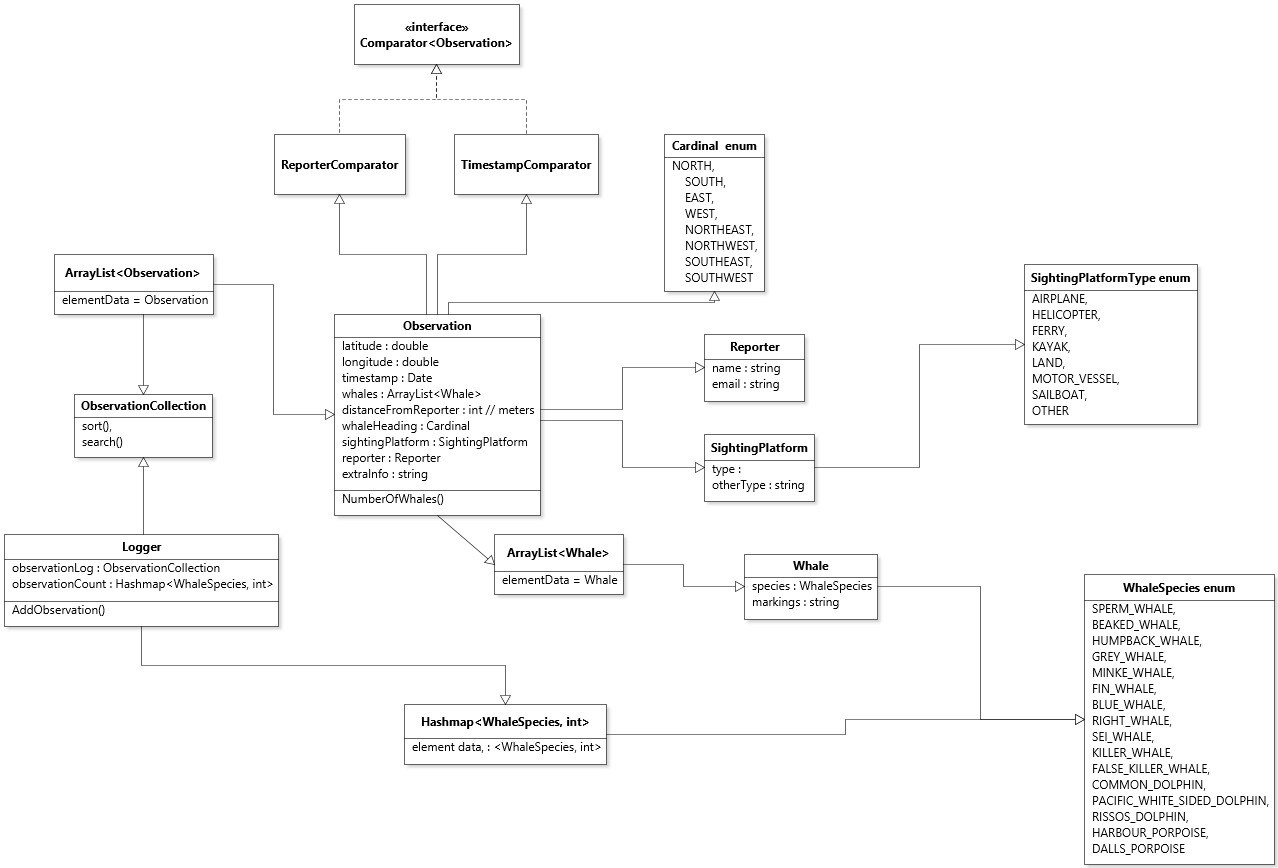 «interface»
Comparator<Observation>
ReporterComparator
TimestampComparator
Cardinal enum
NORTH,
SOUTH,
EAST,
WEST,
NORTHEAST,
NORTHWEST,
SOUTHEAST,
SOUTHWEST
ArrayList<Observation>
elementData = Observation
SightingPlatformType enum
AIRPLANE,
HELICOPTER,
FERRY,
KAYAK,
LAND,
MOTOR_VESSEL,
SAILBOAT,
OTHER
Observation
latitude : double
longitude : double
timestamp : Date
whales : ArrayList<Whale>
distanceFromReporter : int // meters
whaleHeading : Cardinal
sightingPlatform : SightingPlatform
reporter : Reporter
extraInfo : string
NumberOfWhales()
Reporter
name : string
email : string
ObservationCollection
sort(),
search()
SightingPlatform
type :
otherType : string
Logger
observationLog : ObservationCollection
observationCount : Hashmap<WhaleSpecies, int>
AddObservation()
ArrayList<Whale>
elementData = Whale
Whale
species : WhaleSpecies
markings : string
WhaleSpecies enum
SPERM_WHALE,
BEAKED_WHALE,
HUMPBACK_WHALE,
GREY_WHALE,
MINKE_WHALE,
FIN_WHALE,
BLUE_WHALE,
RIGHT_WHALE,
SEI_WHALE,
KILLER_WHALE,
FALSE_KILLER_WHALE,
COMMON_DOLPHIN,
PACIFIC_WHITE_SIDED_DOLPHIN,
RISSOS_DOLPHIN,
HARBOUR_PORPOISE,
DALLS_PORPOISE
Hashmap<WhaleSpecies, int>
element data, : <WhaleSpecies, int>